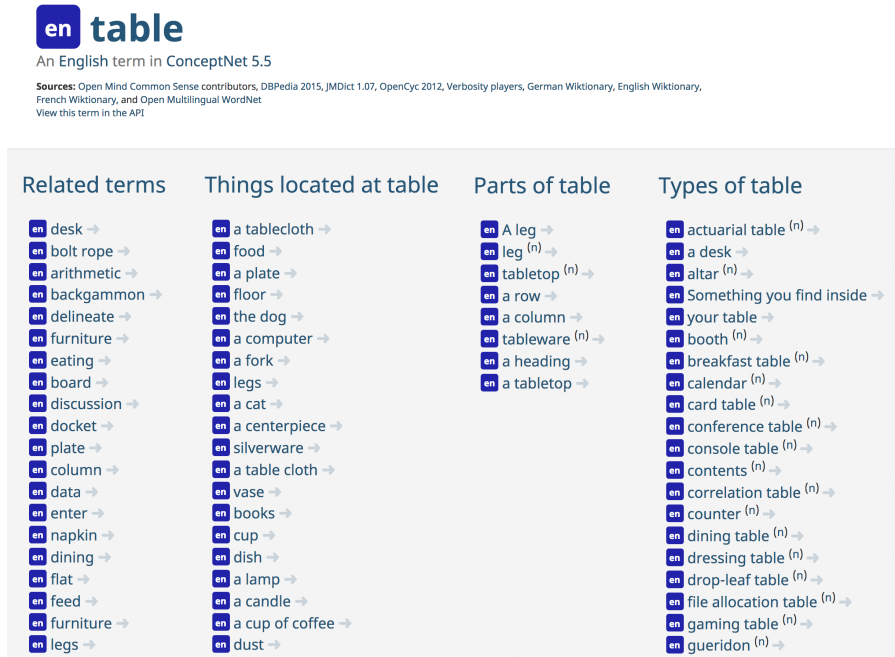 en table
An English term in ConceptNet 5.5
Sources: Open Mind Common Sense contributors, DBPedia 2015, JMDict 1.07, OpenCyc 2012, Verbosity players, German Wiktionary, English Wiktionary,
French Wiktionary, and Open Multilingual WordNet
View this term in the API
Related terms
en desk ➜
en bolt rope ➜
en arithmetic ➜
en backgammon ➜
en delineate ➜
en furniture ➜
en eating ➜
en board ➜
en discussion ➜
en docket ➜
en plate ➜
en column ➜
en data ➜
en enter ➜
en napkin ➜
en dining ➜
en flat ➜
en feed ➜
en furniture ➜
en legs ➜
Things located at table
en a tablecloth ➜
en food ➜
en a plate ➜
en floor ➜
en the dog ➜
en a computer ➜
en a fork ➜
en legs ➜
en a cat ➜
en a centerpiece ➜
en silverware ➜
en a table cloth ➜
en vase ➜
en books ➜
en cup ➜
en dish ➜
en a lamp ➜
en a candle ➜
en a cup of coffee ➜
en dust ➜
Parts of table
en A leg ➜
en leg (n) ➜
en tabletop (n) ➜
en a row ➜
en a column ➜
en tableware (n) ➜
en a heading ➜
en a tabletop ➜
Types of table
en actuarial table (n) ➜
en a desk ➜
en altar (n) ➜
en Something you find inside ➜
en your table ➜
en booth (n) ➜
en breakfast table (n) ➜
en calendar (n) ➜
en card table (n) ➜
en conference table (n) ➜
en console table (n) ➜
en contents (n) ➜
en correlation table (n) ➜
en counter (n) ➜
en dining table (n) ➜
en dressing table (n) ➜
en drop-leaf table (n) ➜
en file allocation table (n) ➜
en gaming table (n) ➜
en gueridon (n) ➜